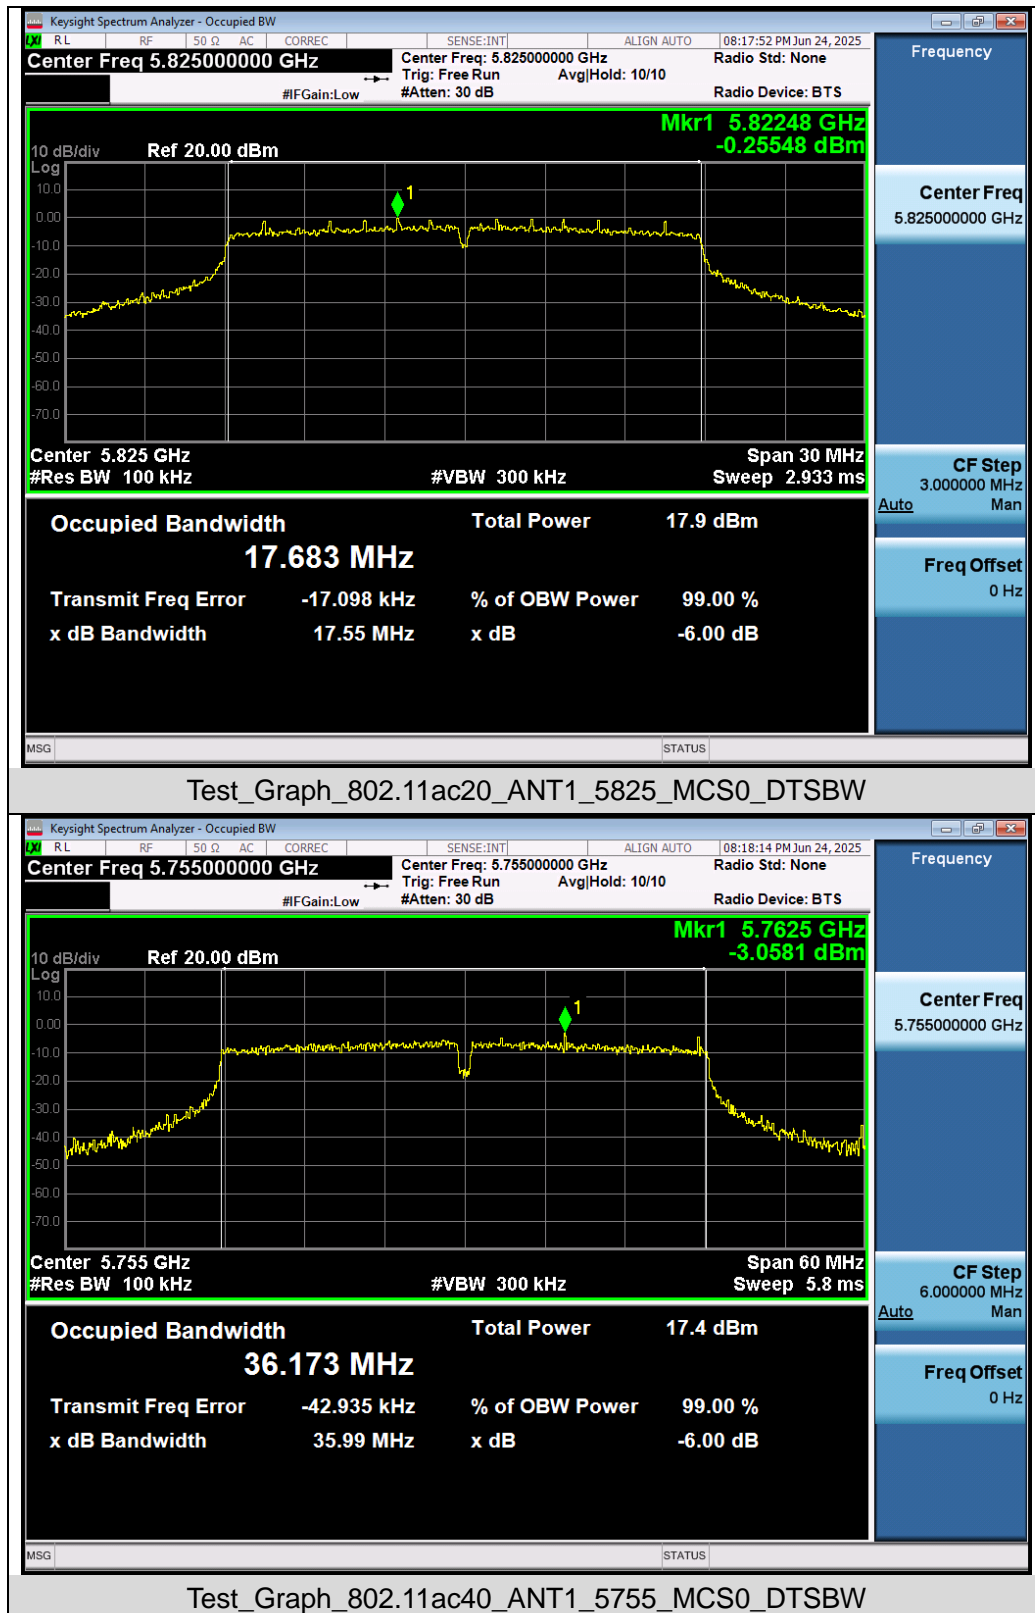 Keysight Spectrum Analyzer - Occupied BW
LXI RL RF 50 Ω AC CORREC SENSE:INT ALIGN AUTO 08:17:52 PM Jun 24, 2025
Center Freq 5.825000000 GHz
Center Freq: 5.825000000 GHz
Radio Std: None
Trig: Free Run Avg|Hold: 10/10
#IFGain:Low
#Atten: 30 dB
Radio Device: BTS
Frequency
Mkr1 5.82248 GHz
-0.25548 dBm
10 dB/div Ref 20.00 dBm
Log
10.0
0.00
-10.0
-20.0
-30.0
-40.0
-50.0
-60.0
-70.0
1
Center Freq
5.825000000 GHz
Center 5.825 GHz Span 30 MHz
#Res BW 100 kHz #VBW 300 kHz Sweep 2.933 ms
CF Step
3.000000 MHz
Auto Man
Occupied Bandwidth Total Power 17.9 dBm
17.683 MHz
Freq Offset
0 Hz
Transmit Freq Error -17.098 kHz % of OBW Power 99.00 %
x dB Bandwidth 17.55 MHz x dB -6.00 dB
MSG STATUS
Test_Graph_802.11ac20_ANT1_5825_MCS0_DTSBW
Keysight Spectrum Analyzer - Occupied BW
LXI RL RF 50 Ω AC CORREC SENSE:INT ALIGN AUTO 08:18:14 PM Jun 24, 2025
Center Freq 5.755000000 GHz
Center Freq: 5.755000000 GHz
Radio Std: None
Trig: Free Run Avg|Hold: 10/10
#IFGain:Low
#Atten: 30 dB
Radio Device: BTS
Frequency
Mkr1 5.7625 GHz
-3.0581 dBm
10 dB/div Ref 20.00 dBm
Log
10.0
0.00
-10.0
-20.0
-30.0
-40.0
-50.0
-60.0
-70.0
1
Center Freq
5.755000000 GHz
Center 5.755 GHz Span 60 MHz
#Res BW 100 kHz #VBW 300 kHz Sweep 5.8 ms
CF Step
6.000000 MHz
Auto Man
Occupied Bandwidth Total Power 17.4 dBm
36.173 MHz
Freq Offset
0 Hz
Transmit Freq Error -42.935 kHz % of OBW Power 99.00 %
x dB Bandwidth 35.99 MHz x dB -6.00 dB
MSG STATUS
Test_Graph_802.11ac40_ANT1_5755_MCS0_DTSBW